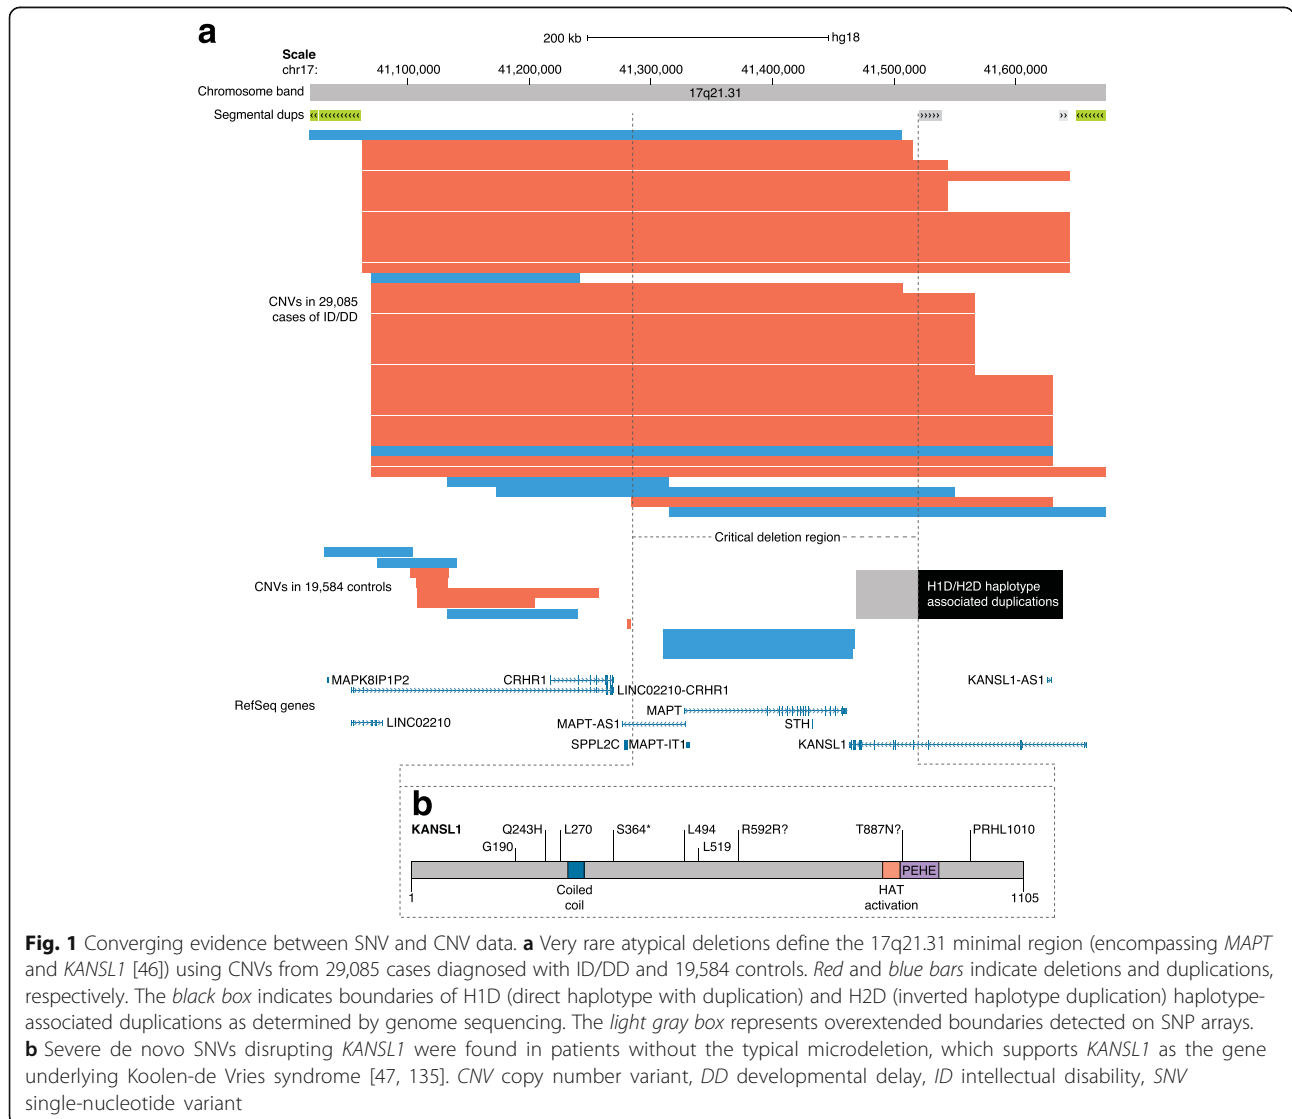 a
200 kb hg18
Scale
chr17: 41,100,000 41,200,000 41,300,000 41,400,000 41,500,000 41,600,000
Chromosome band 17q21.31
Segmental dups
CNVs in 29,085
cases of ID/DD
Critical deletion region
CNVs in 19,584 controls
H1D/H2D haplotype
associated duplications
MAPK8IP1P2 CRHR1 KANSL1-AS1
LINC02210-CRHR1
RefSeq genes
MAPT
LINC02210 MAPT-AS1 STH
SPPL2C MAPT-IT1 KANSL1
b
KANSL1 Q243H L270 S364* L494 R592R? T887N? PRHL1010
G190 L519
PEHE
1 Coiled HAT 1105
coil activation
Fig. 1 Converging evidence between SNV and CNV data. a Very rare atypical deletions define the 17q21.31 minimal region (encompassing MAPT
and KANSL1 [46]) using CNVs from 29,085 cases diagnosed with ID/DD and 19,584 controls. Red and blue bars indicate deletions and duplications,
respectively. The black box indicates boundaries of H1D (direct haplotype with duplication) and H2D (inverted haplotype duplication) haplotype-
associated duplications as determined by genome sequencing. The light gray box represents overextended boundaries detected on SNP arrays.
b Severe de novo SNVs disrupting KANSL1 were found in patients without the typical microdeletion, which supports KANSL1 as the gene
underlying Koolen-de Vries syndrome [47, 135]. CNV copy number variant, DD developmental delay, ID intellectual disability, SNV
single-nucleotide variant